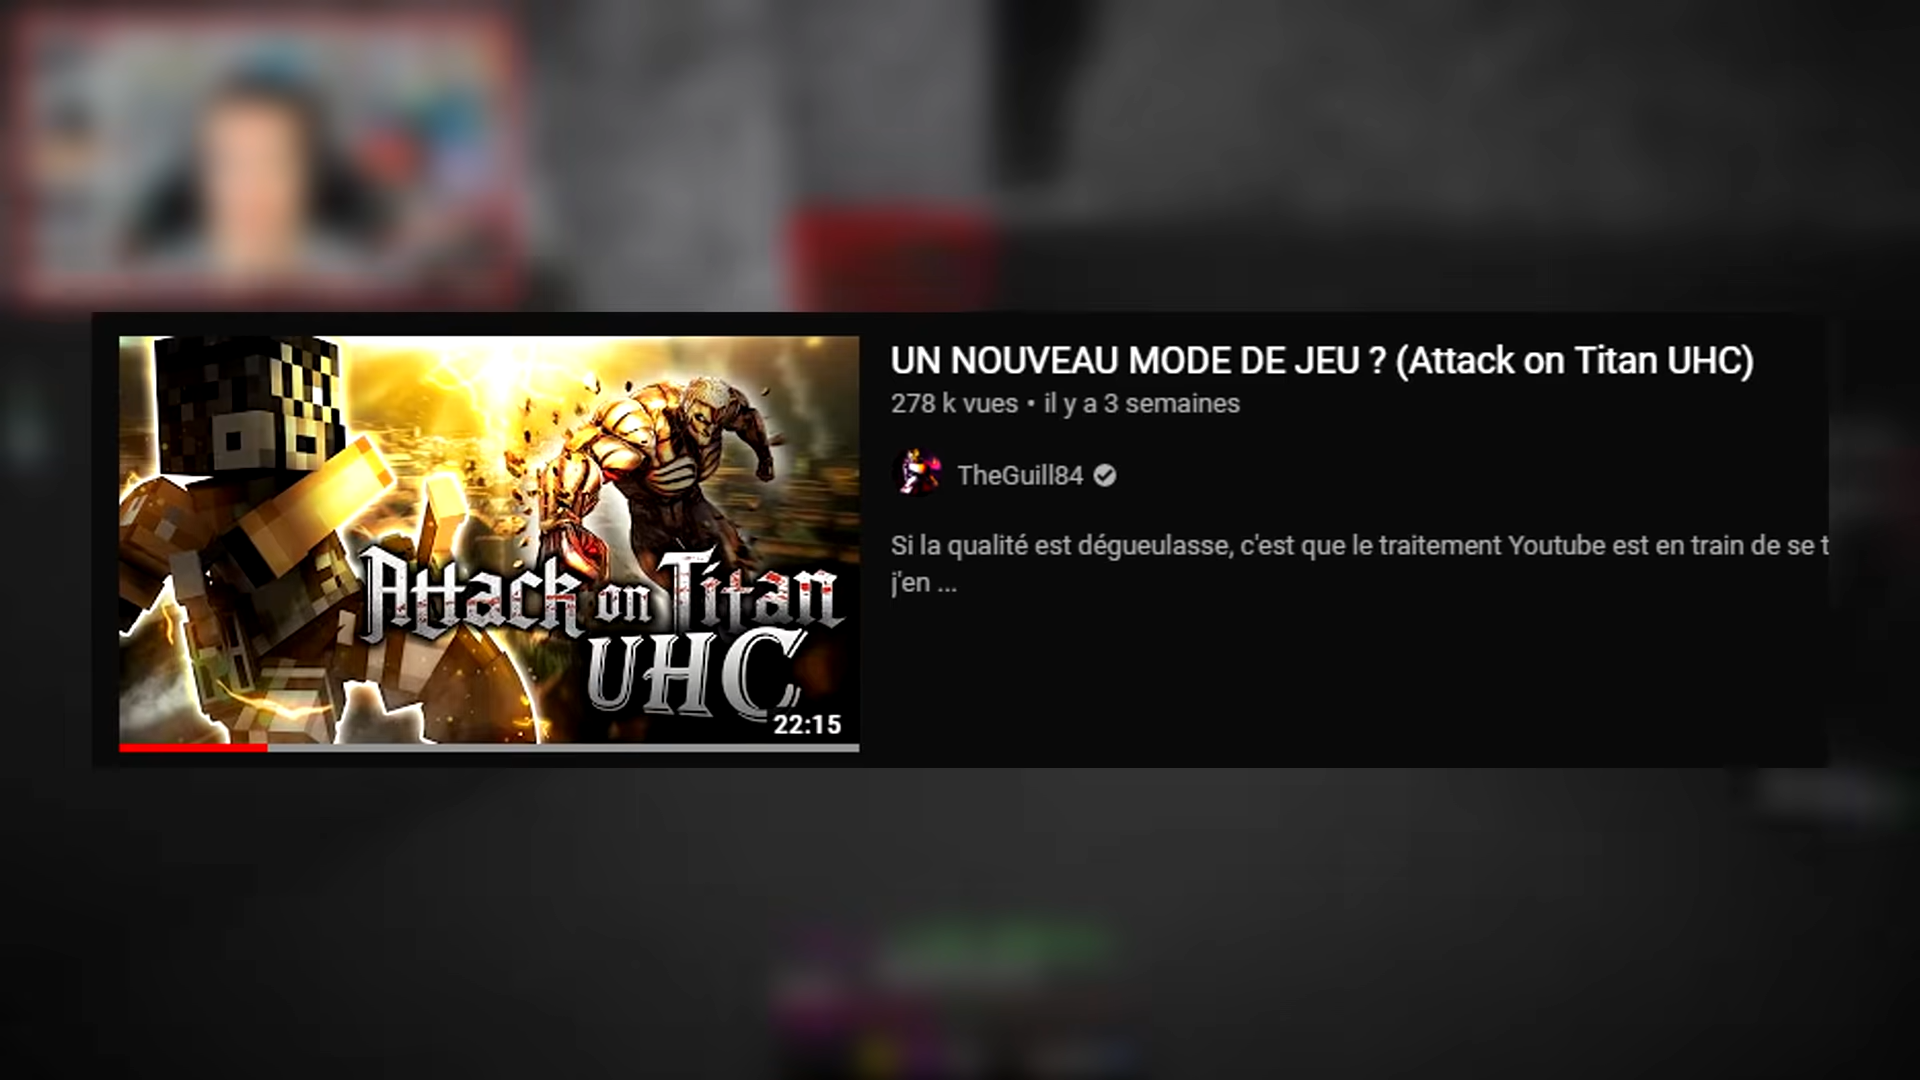 Attack on Titan
UHC
22:15
UN NOUVEAU MODE DE JEU ? (Attack on Titan UHC)
278 k vues • il y a 3 semaines
TheGuill84
Si la qualité est dégueulasse, c'est que le traitement Youtube est en train de se t
j'en ...